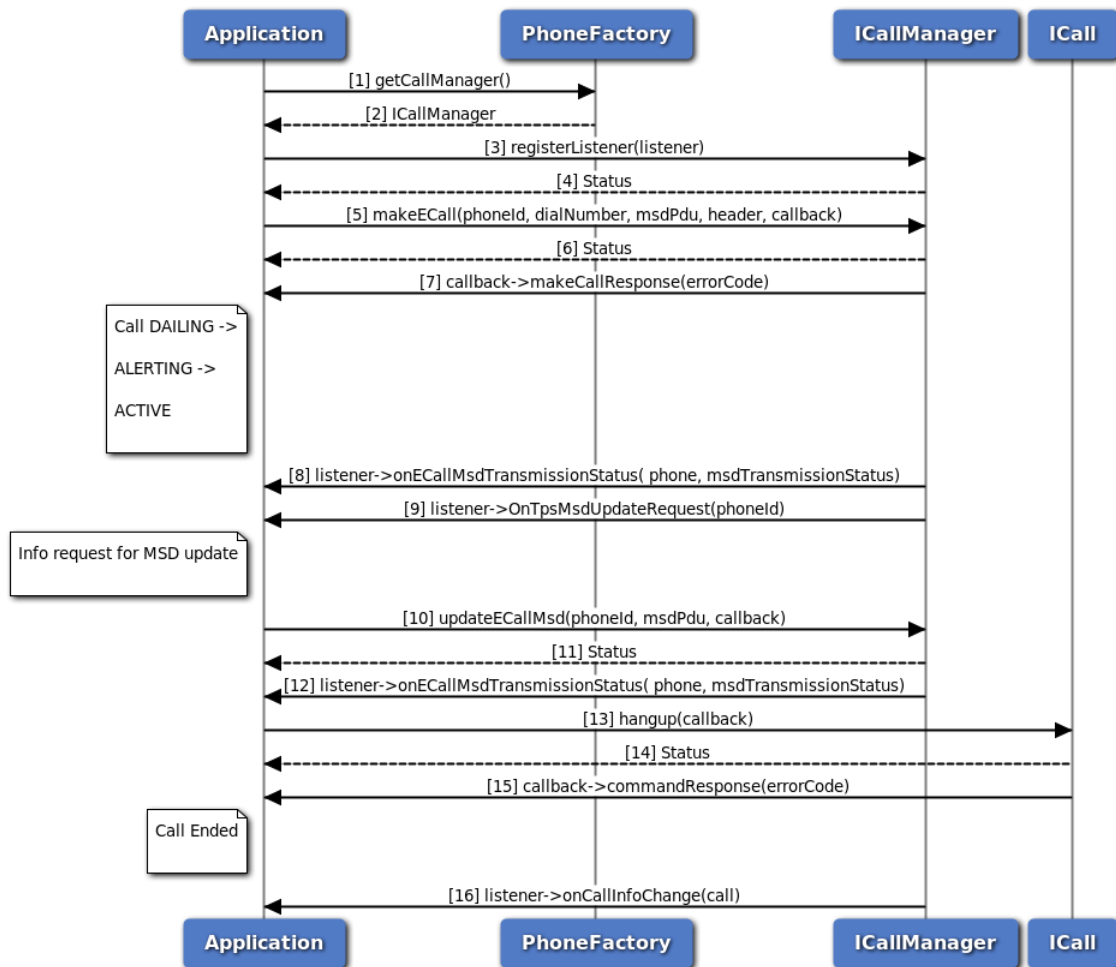 Application PhoneFactory ICallManager ICall
[1] getCallManager()
[2] ICallManager
[3] registerListener(listener)
[4] Status
[5] makeECall(phoneId, dialNumber, msdPdu, header, callback)
[6] Status
[7] callback->makeCallResponse(errorCode)
Call DAILING ->
ALERTING ->
ACTIVE
[8] listener->onECallMsdTransmissionStatus( phone, msdTransmissionStatus)
[9] listener->OnTpsMsdUpdateRequest(phoneId)
Info request for MSD update
[10] updateECallMsd(phoneId, msdPdu, callback)
[11] Status
[12] listener->onECallMsdTransmissionStatus( phone, msdTransmissionStatus)
[13] hangup(callback)
[14] Status
[15] callback->commandResponse(errorCode)
Call Ended
[16] listener->onCallInfoChange(call)
Application PhoneFactory ICallManager ICall